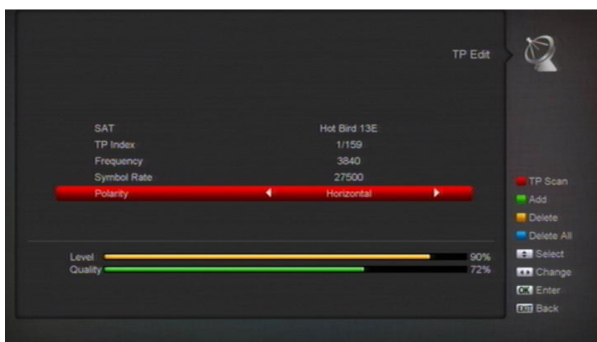 TP Edit
SAT Hot Bird 13E
TP Index 1/159
Frequency 3840
Symbol Rate 27500
Polarity Horizontal
Level 90%
Quality 72%
TP Scan
Add
Delete
Delete All
Select
Change
OK Enter
EXIT Back